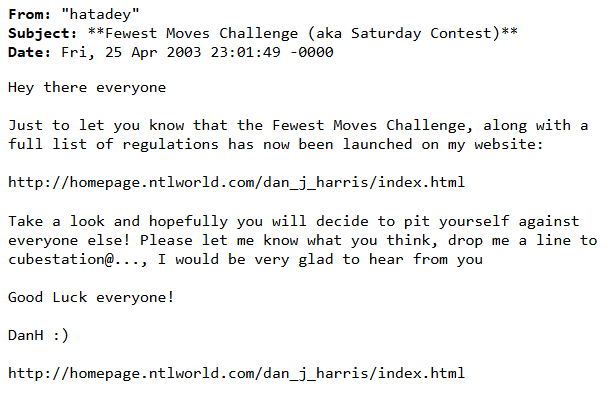 From: "hatadey"
Subject: **Fewest Moves Challenge (aka Saturday Contest)**
Date: Fri, 25 Apr 2003 23:01:49 -0000
Hey there everyone
Just to let you know that the Fewest Moves Challenge, along with a
full list of regulations has now been launched on my website:
http://homepage.ntlworld.com/dan_j_harris/index.html
Take a look and hopefully you will decide to pit yourself against
everyone else! Please let me know what you think, drop me a line to
cubestation@..., I would be very glad to hear from you
Good Luck everyone!
DanH :)
http://homepage.ntlworld.com/dan_j_harris/index.html